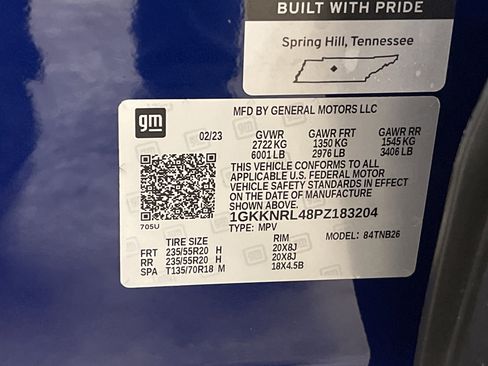 BUILT WITH PRIDE
Spring Hill, Tennessee
gm
MFD BY GENERAL MOTORS LLC
02/23 GVWR GAWR FRT GAWR RR
2722 KG 1350 KG 1545 KG
6001 LB 2976 LB 3406 LB
THIS VEHICLE CONFORMS TO ALL
APPLICABLE U.S. FEDERAL MOTOR
VEHICLE SAFETY STANDARDS IN EFFECT
ON THE DATE OF MANUFACTURE
SHOWN ABOVE.
1GKKNRL48PZ183204
705U
TYPE: MPV MODEL: 84TNB26
TIRE SIZE RIM
FRT 235/55R20 H 20X8J
RR 235/55R20 H 20X8J
SPA T135/70R18 M 18X4.5B